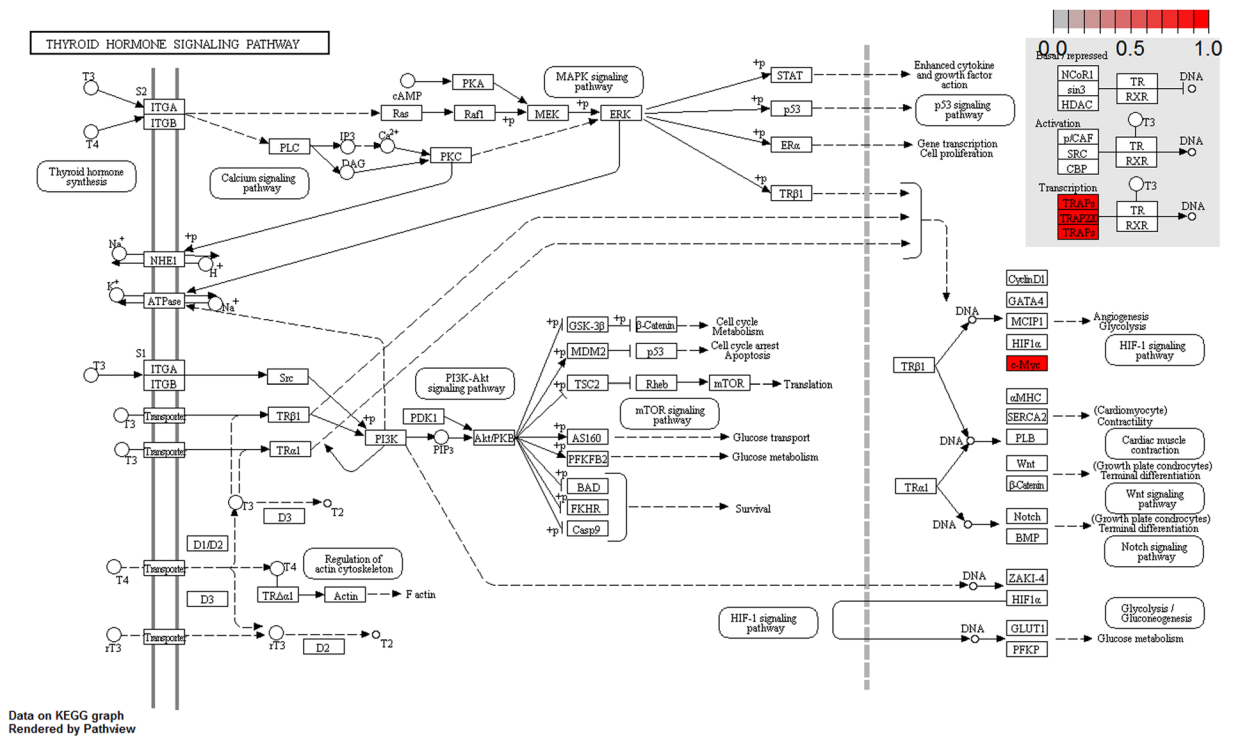 THYROID HORMONE SIGNALING PATHWAY
0.0 0.5 1.0
Basal / repressed
NCoR1
sin3
HDAC
TR
RXR
DNA
Activation
p/CAF
SRC
CBP
T3
TR
RXR
DNA
Transcription
TRAPs
TRAP220
TRAPs
T3
TR
RXR
DNA
T3
T4
S2
ITGA
ITGB
Thyroid hormone
synthesis
cAMP
PKA
MAPK signaling
pathway
Ras
Raf1
+p
MEK
+p
ERK
PLC
IP3
Ca2+
DAG
PKC
Calcium signaling
pathway
+p
STAT
Enhanced cytokine
and growth factor
action
+p
p53
p53 signaling
pathway
+p
ERα
Gene transcription
Cell proliferation
+p
TRβ1
Na+
+p
NHE1
H+
K+
ATPase
Na+
S1
T3
ITGA
ITGB
Src
T3
Transporter
TRβ1
T3
Transporter
TRα1
+p
PI3K
PIP3
PDK1
Akt/PKB
PI3K-Akt
signaling pathway
+p
GSK-3β
+p
β-Catenin
Cell cycle
Metabolism
+p
MDM2
p53
Cell cycle arrest
Apoptosis
+p
TSC2
Rheb
mTOR
Translation
mTOR signaling
pathway
+p
AS160
Glucose transport
+p
PFKFB2
Glucose metabolism
+p
BAD
+p
FKHR
+p
Casp9
Survival
T3
D3
T2
D1/D2
T4
Transporter
T4
TRΔα1
Actin
F actin
Regulation of
actin cytoskeleton
D3
rT3
Transporter
rT3
D2
T2
TRβ1
TRα1
DNA
DNA
DNA
CyclinD1
GATA4
MCIP1
HIF1α
c-Myc
Angiogenesis
Glycolysis
HIF-1 signaling
pathway
αMHC
SERCA2
PLB
(Cardiomyocyte)
Contractility
Cardiac muscle
contraction
Wnt
β-Catenin
(Growth plate condrocytes)
Terminal differentiation
Wnt signaling
pathway
Notch
BMP
(Growth plate condrocytes)
Terminal differentiation
Notch signaling
pathway
DNA
ZAKI-4
HIF1α
HIF-1 signaling
pathway
DNA
GLUT1
PFKP
Glucose metabolism
Glycolysis /
Gluconeogenesis
Data on KEGG graph
Rendered by Pathview